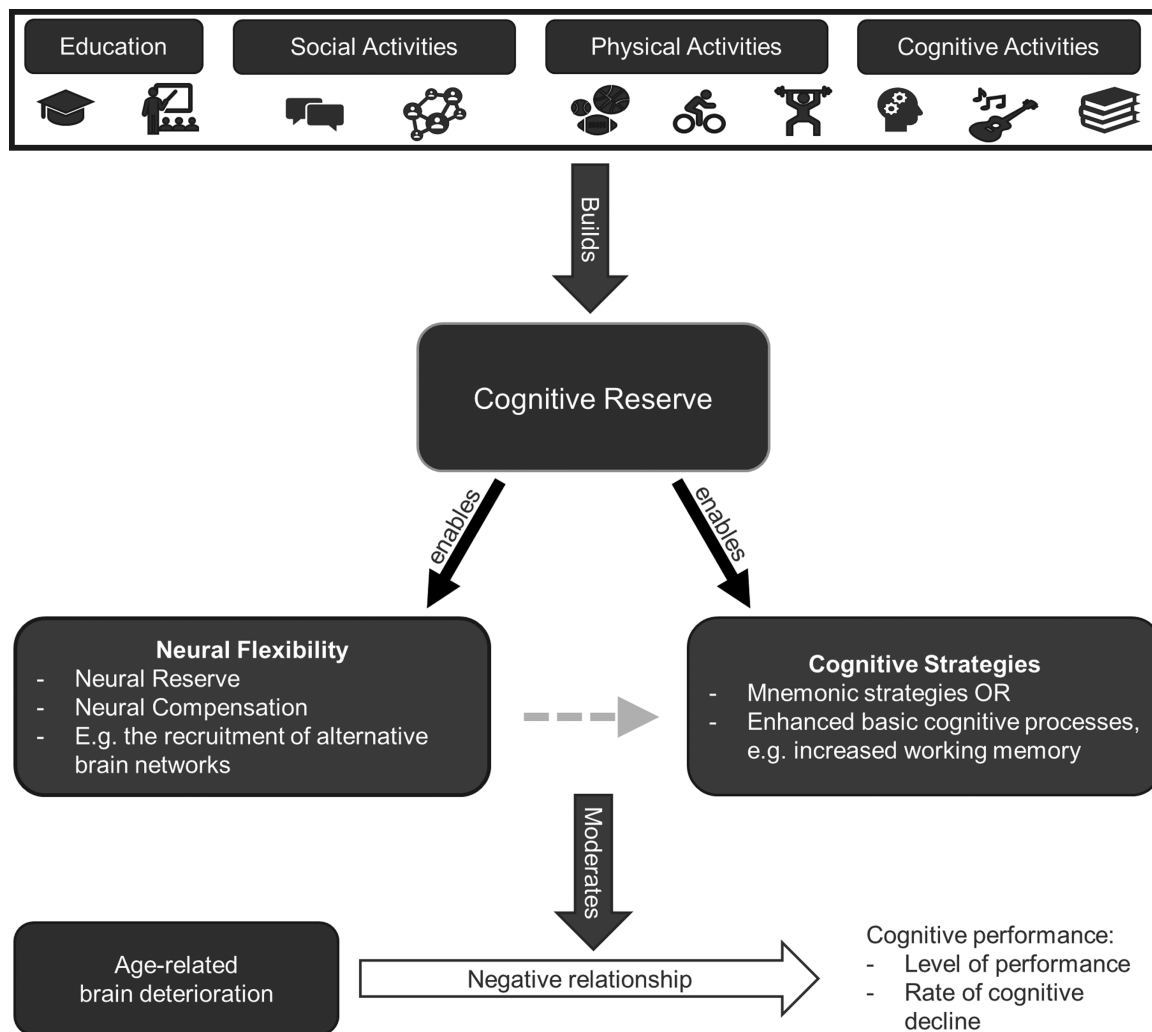 Education
Social Activities
Physical Activities
Cognitive Activities
Builds
Cognitive Reserve
enables
enables
Neural Flexibility
- Neural Reserve
- Neural Compensation
- E.g. the recruitment of alternative
brain networks
Cognitive Strategies
- Mnemonic strategies OR
- Enhanced basic cognitive processes,
e.g. increased working memory
Moderates
Age-related
brain deterioration
Negative relationship
Cognitive performance:
- Level of performance
- Rate of cognitive
decline